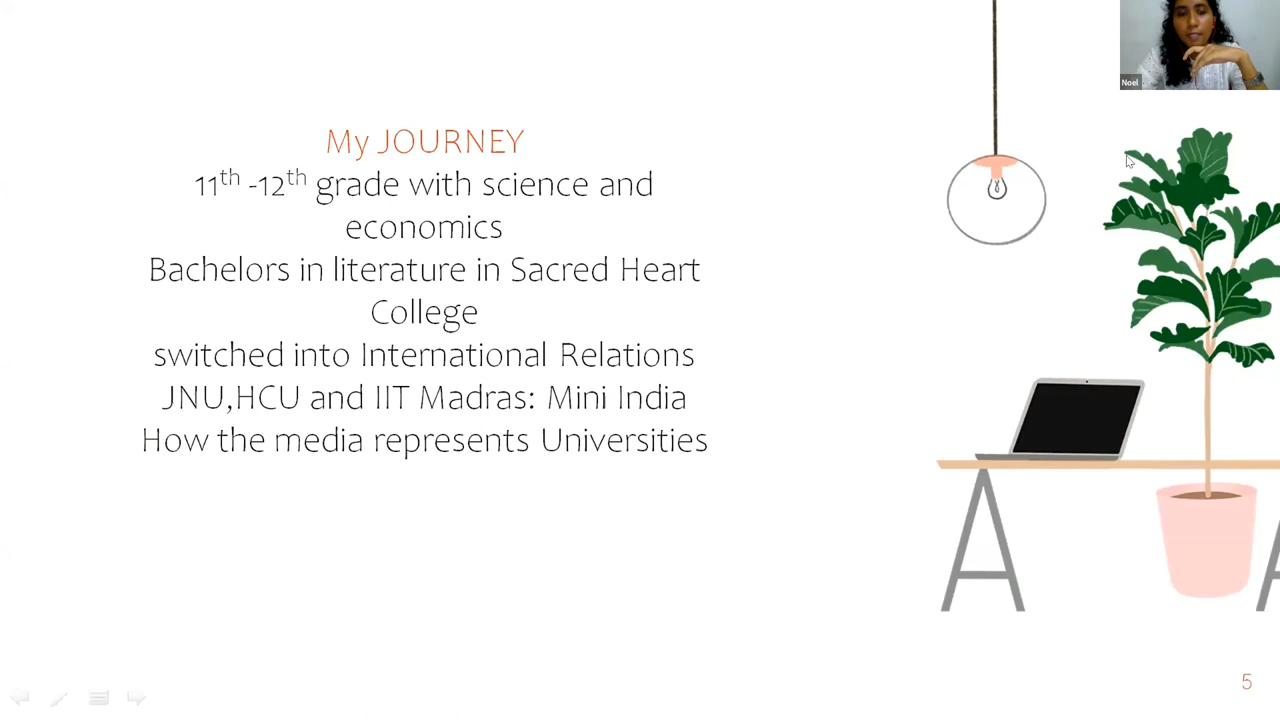 Noel
My JOURNEY
11th -12th grade with science and
economics
Bachelors in literature in Sacred Heart
College
switched into International Relations
JNU,HCU and IIT Madras: Mini India
How the media represents Universities
5